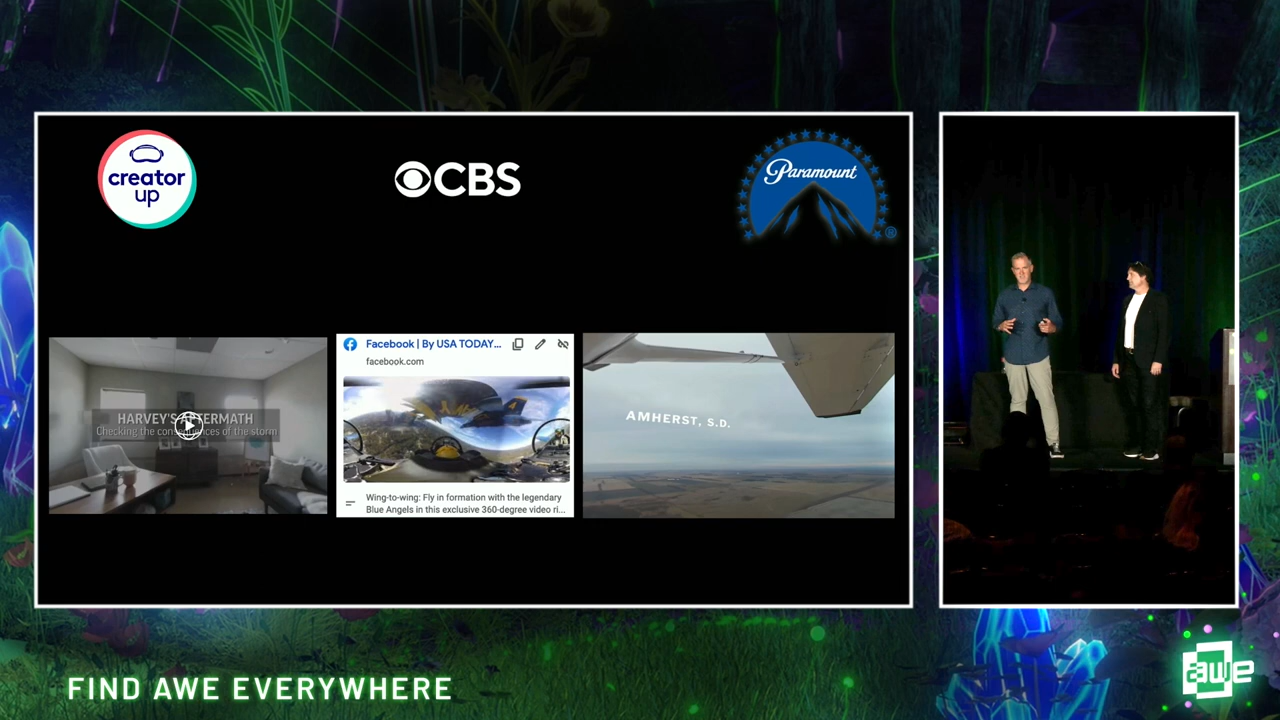 creator
up
CBS
Paramount
®
HARVEY'S AFTERMATH
Checking the consequences of the storm
Facebook | By USA TODAY...
facebook.com
4
Wing-to-wing: Fly in formation with the legendary
Blue Angels in this exclusive 360-degree video ri...
AMHERST, S.D.
FIND AWE EVERYWHERE
awe